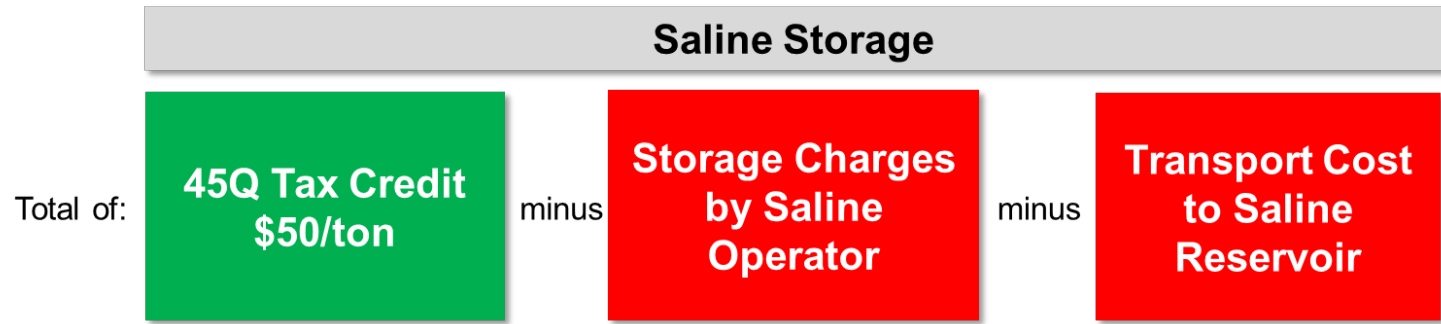 Saline Storage
Total of:
45Q Tax Credit
$50/ton
minus
Storage Charges
by Saline
Operator
minus
Transport Cost
to Saline
Reservoir